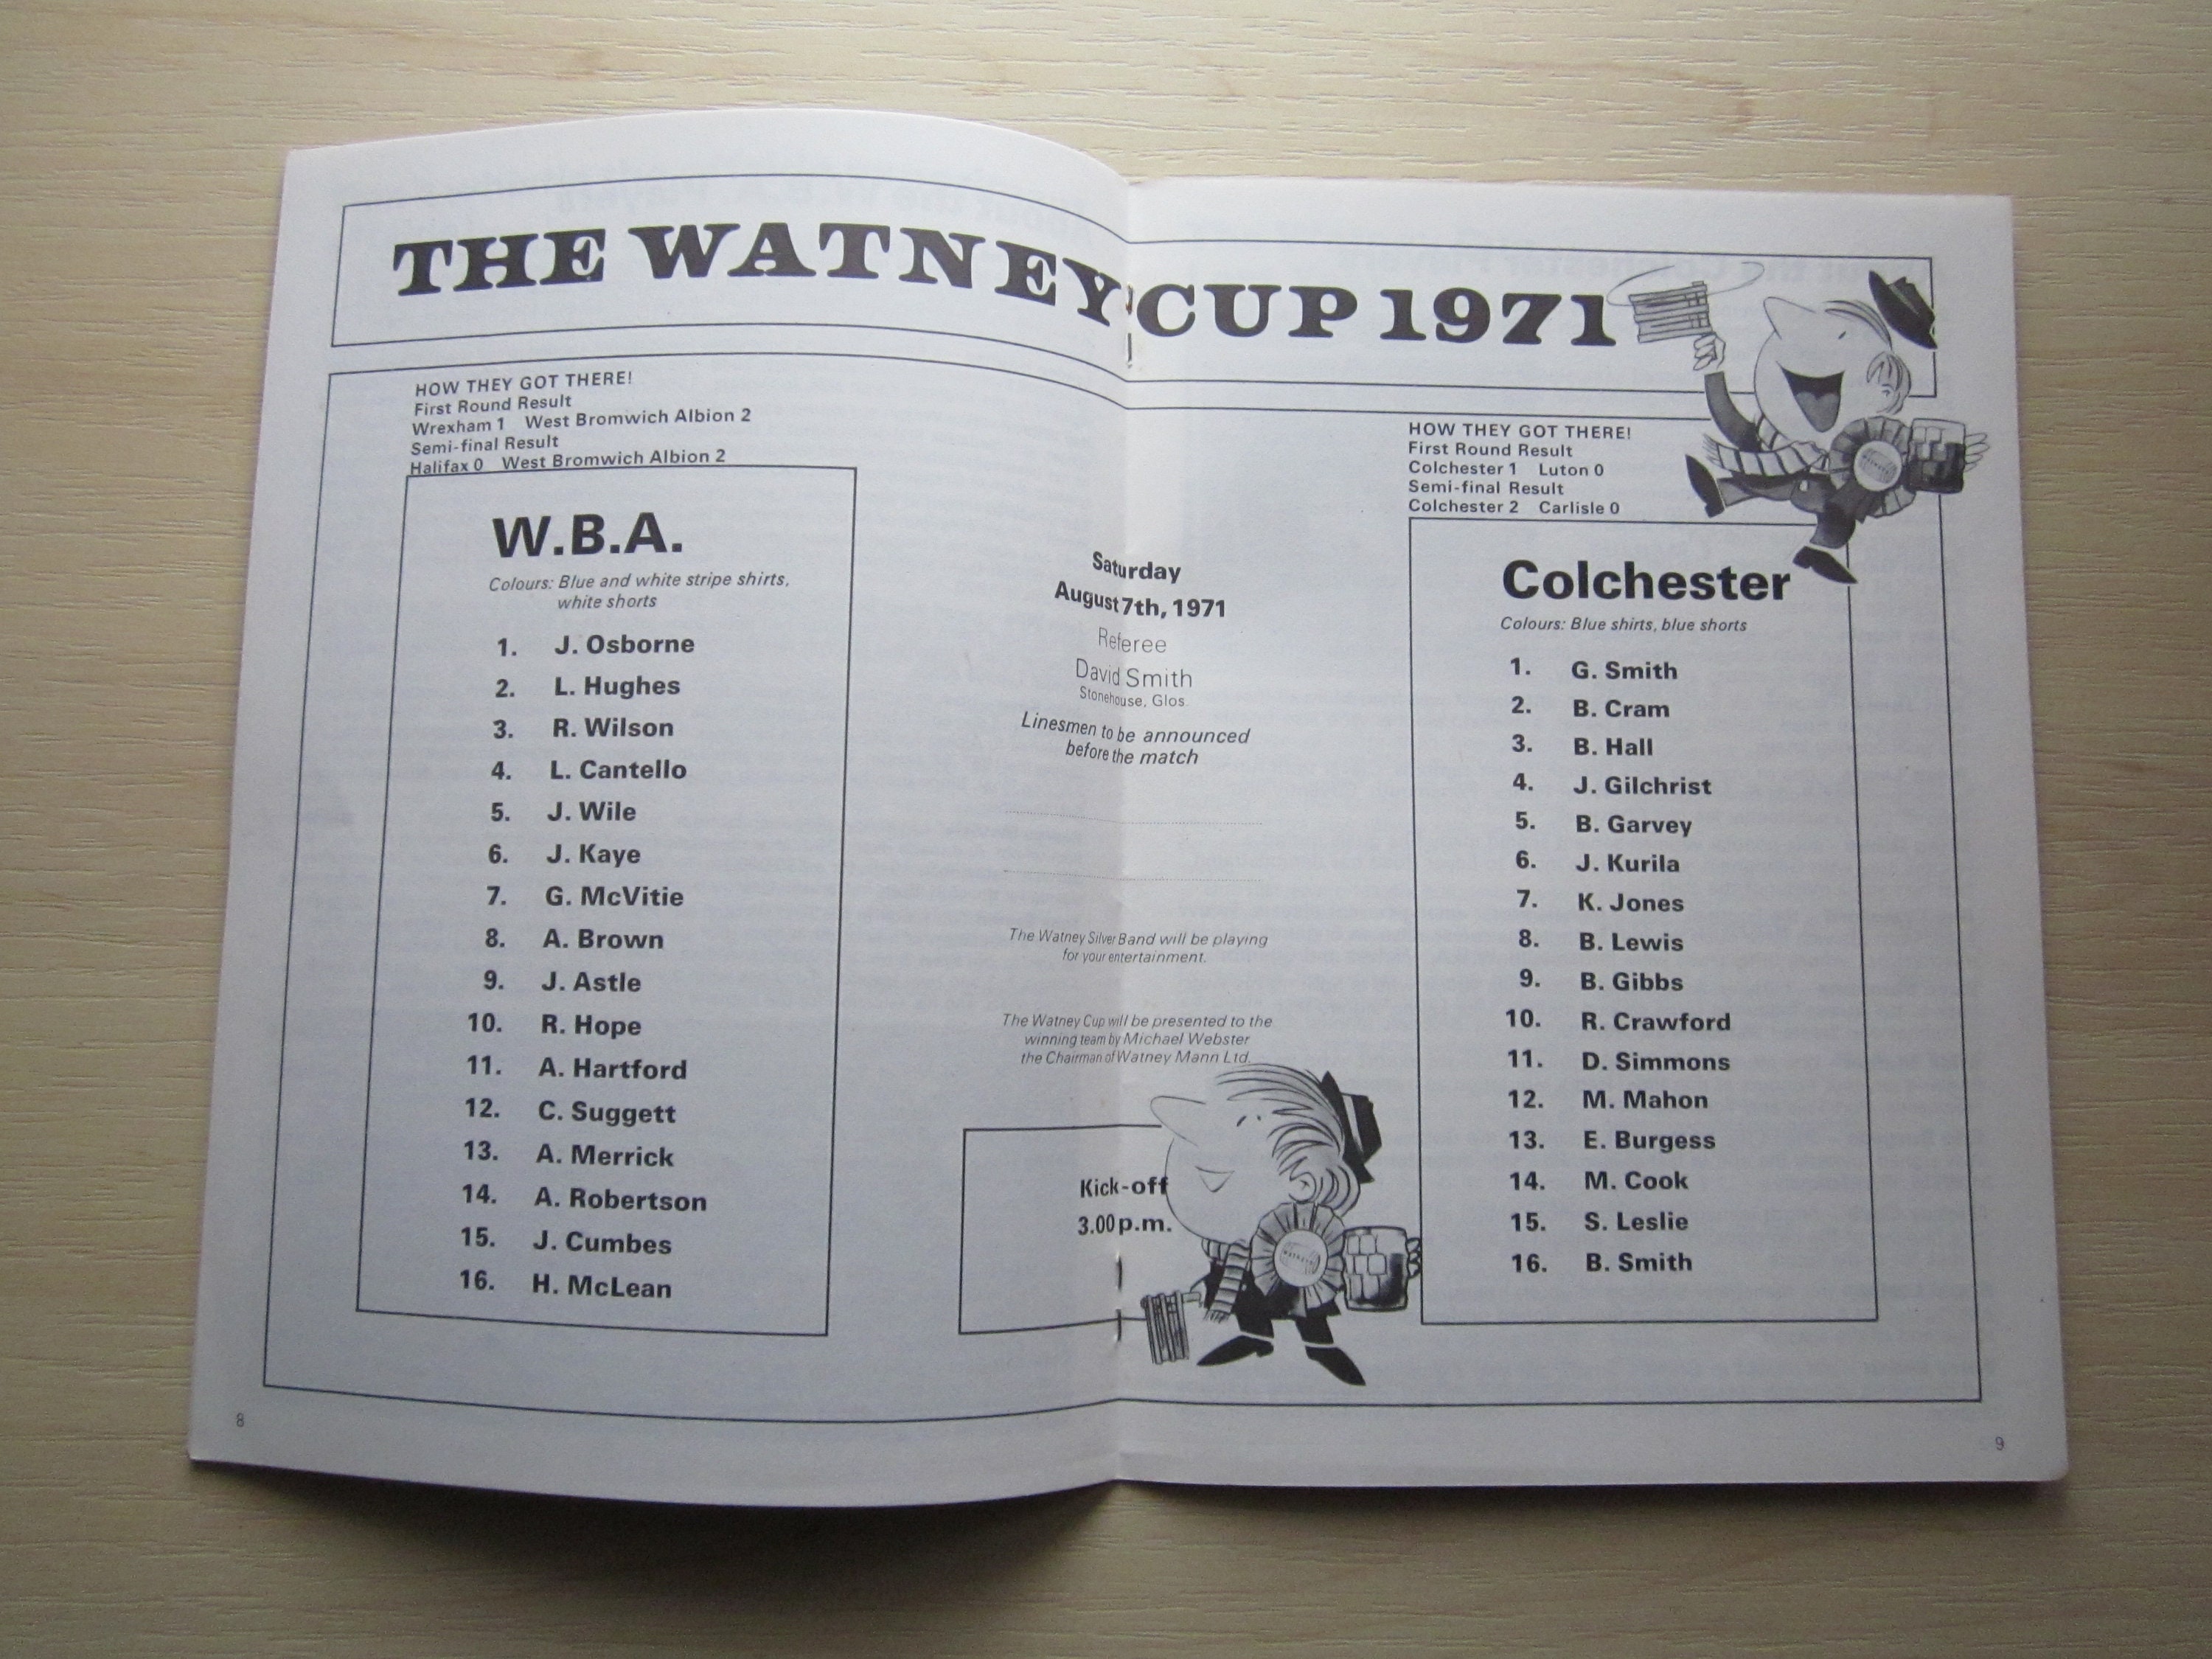 THE WATNEY CUP 1971
HOW THEY GOT THERE!
First Round Result
Wrexham 1 West Bromwich Albion 2
Semi-final Result
Halifax 0 West Bromwich Albion 2
W.B.A.
Colours: Blue and white stripe shirts,
white shorts
1. J. Osborne
2. L. Hughes
3. R. Wilson
4. L. Cantello
5. J. Wile
6. J. Kaye
7. G. McVitie
8. A. Brown
9. J. Astle
10. R. Hope
11. A. Hartford
12. C. Suggett
13. A. Merrick
14. A. Robertson
15. J. Cumbes
16. H. McLean
8
Saturday
August 7th, 1971
Referee
David Smith
Stonehouse, Glos.
Linesmen to be announced
before the match
The Watney Silver Band will be playing
for your entertainment.
The Watney Cup will be presented to the
winning team by Michael Webster
the Chairman of Watney Mann Ltd.
Kick-off
3.00 p.m.
WATNEYS
HOW THEY GOT THERE!
First Round Result
Colchester 1 Luton 0
Semi-final Result
Colchester 2 Carlisle 0
WATNEYS
Colchester
Colours: Blue shirts, blue shorts
1. G. Smith
2. B. Cram
3. B. Hall
4. J. Gilchrist
5. B. Garvey
6. J. Kurila
7. K. Jones
8. B. Lewis
9. B. Gibbs
10. R. Crawford
11. D. Simmons
12. M. Mahon
13. E. Burgess
14. M. Cook
15. S. Leslie
16. B. Smith
9